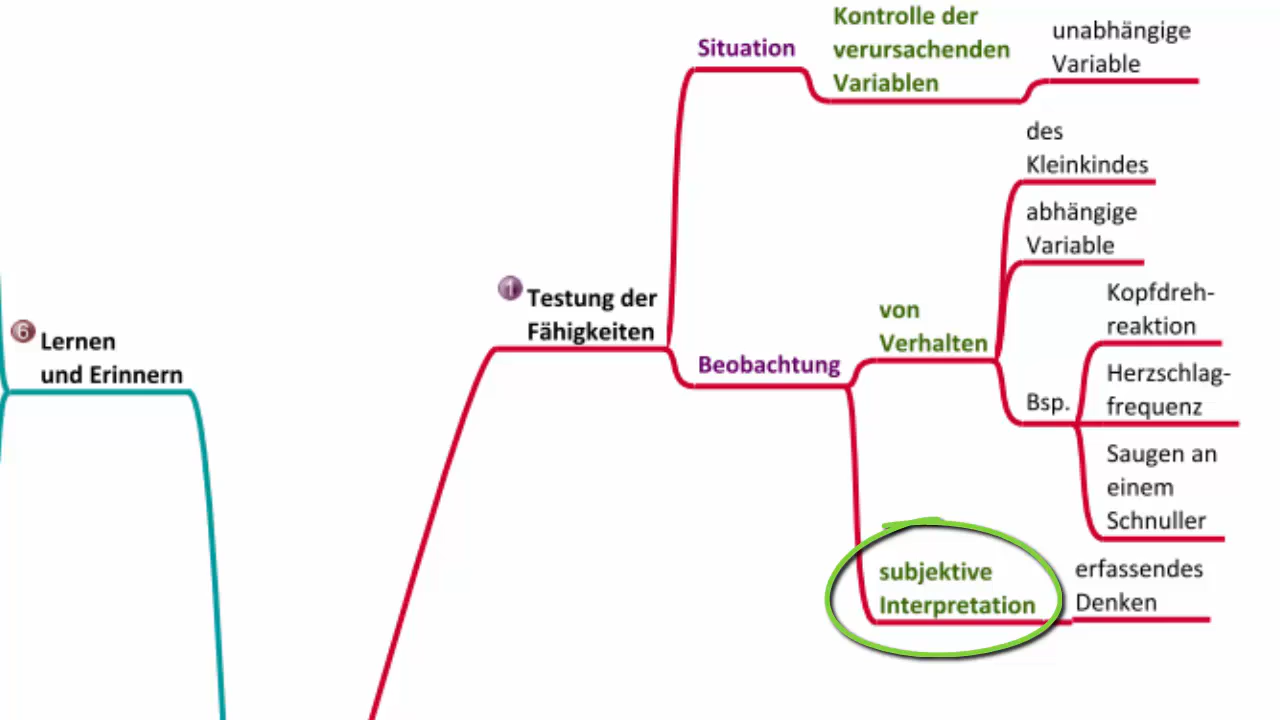 Situation
Kontrolle der
verursachenden
Variablen
unabhängige
Variable
des
Kleinkindes
abhängige
Variable
1 Testung der
Fähigkeiten
6 Lernen
und Erinnern
Beobachtung
von
Verhalten
Bsp.
Kopfdreh-
reaktion
Herzschlag-
frequenz
Saugen an
einem
Schnuller
subjektive
Interpretation
erfassendes
Denken